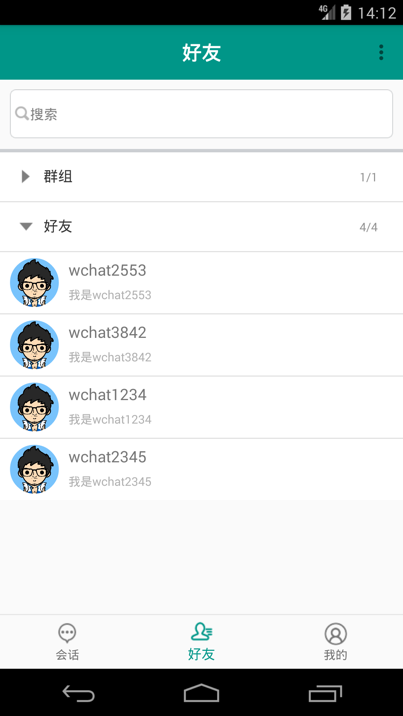 4G 14:12
好友
搜索
群组 1/1
好友 4/4
wchat2553
我是wchat2553
wchat3842
我是wchat3842
wchat1234
我是wchat1234
wchat2345
我是wchat2345
会话 好友 我的